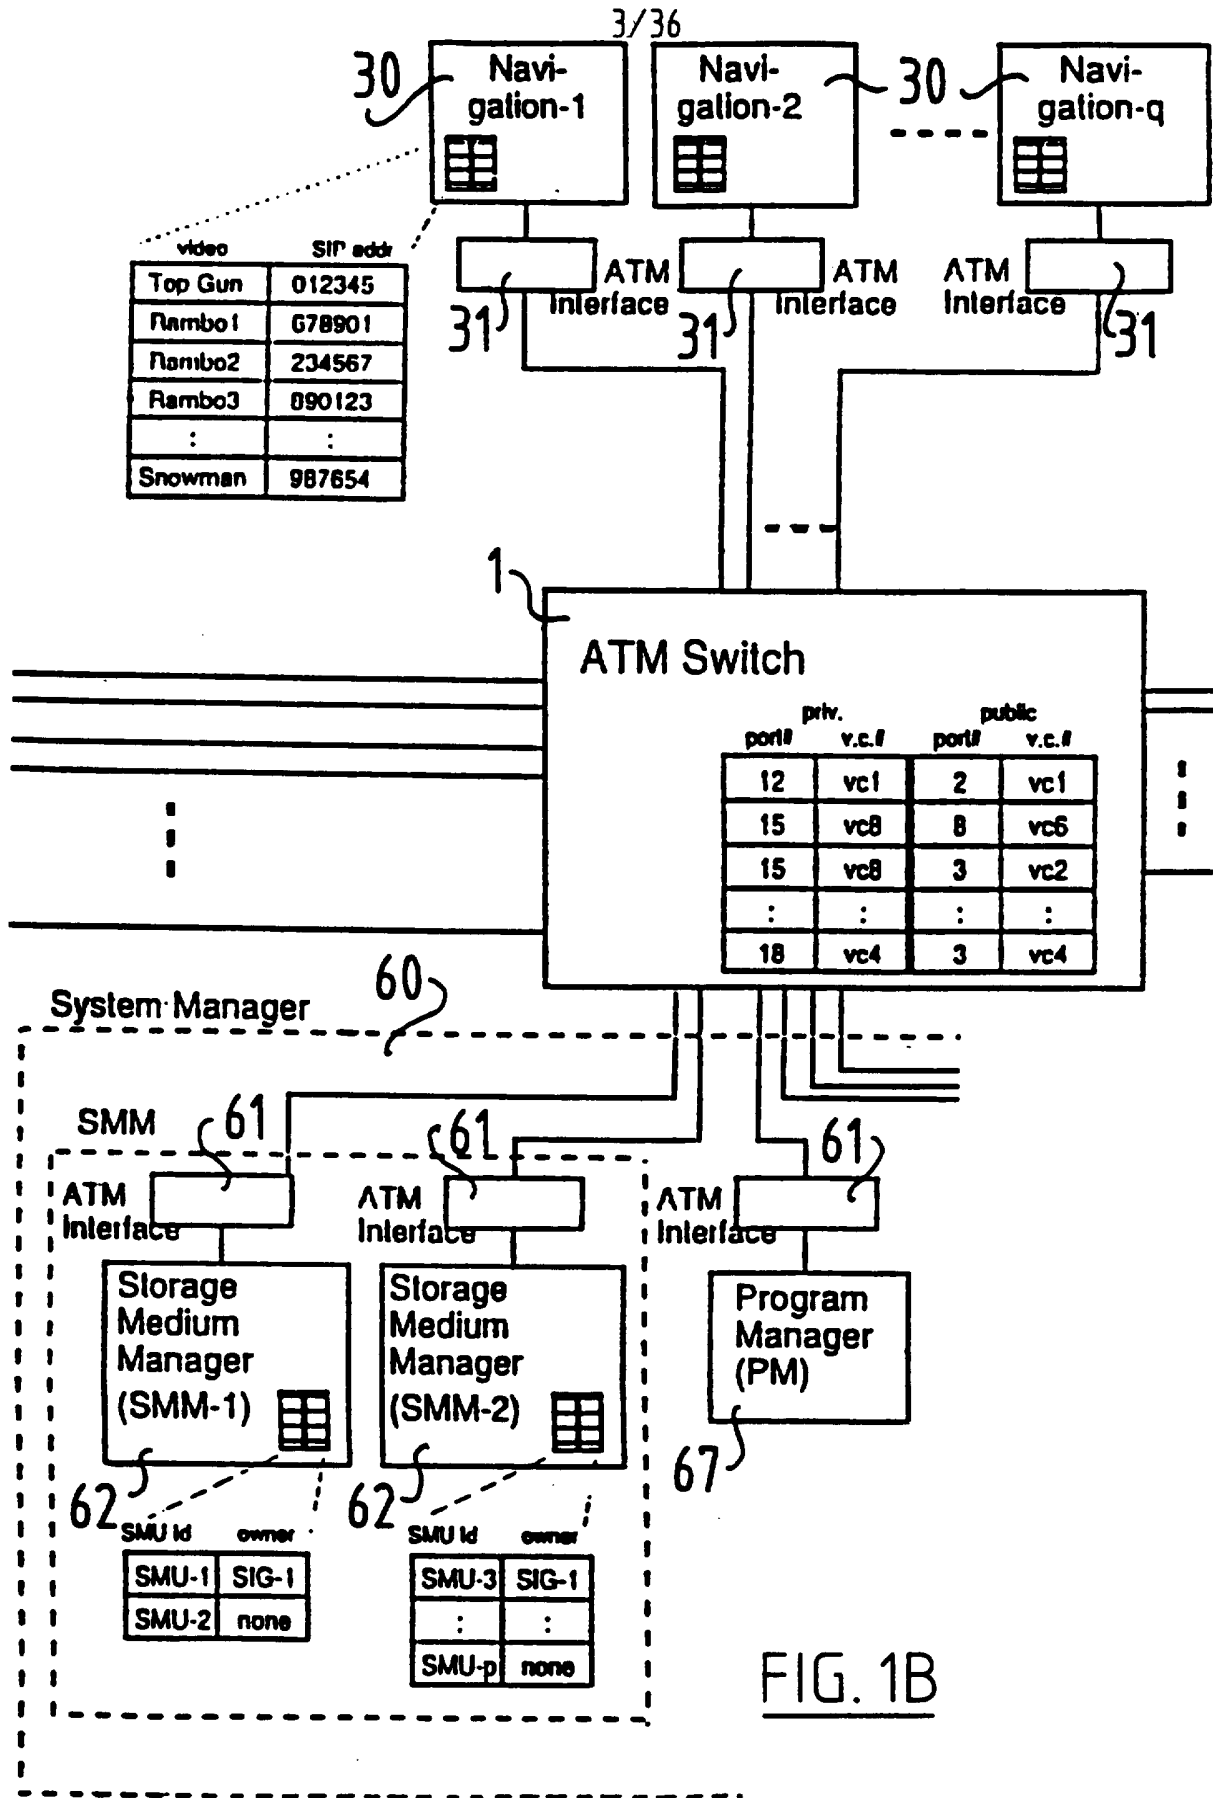 3/36
30
Navi-
gation-1
Navi-
gation-2
30
Navi-
gation-q
video SIP addr
Top Gun 012345
Rambo1 678901
Rambo2 234567
Rambo3 890123
: :
Snowman 987654
ATM
Interface
ATM
Interface
ATM
Interface
31
31
31
1
ATM Switch
priv. public
port# v.c.# port# v.c.#
12 vc1 2 vc1
15 vc8 8 vc6
15 vc8 3 vc2
: : : :
18 vc4 3 vc4
System Manager
60
SMM
61
61
61
ATM
Interface
ATM
Interface
ATM
Interface
Storage
Medium
Manager
(SMM-1)
Storage
Medium
Manager
(SMM-2)
Program
Manager
(PM)
62
62
67
SMU id owner
SMU-1 SIG-1
SMU-2 none
SMU id owner
SMU-3 SIG-1
: :
SMU-p none
FIG. 1B